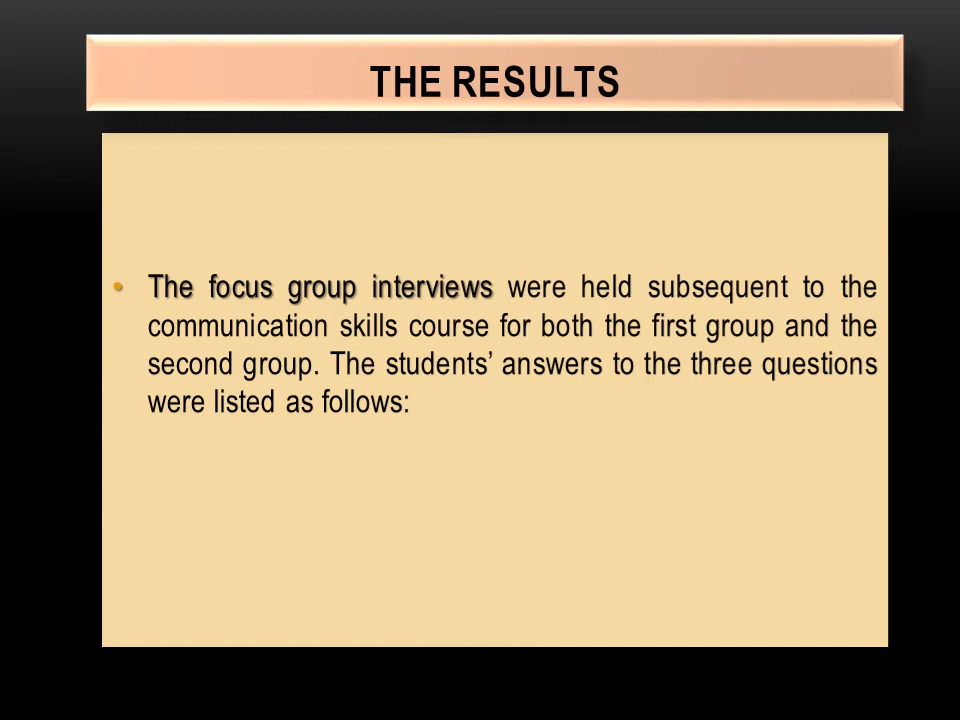 THE RESULTS
• The focus group interviews were held subsequent to the
communication skills course for both the first group and the
second group. The students’ answers to the three questions
were listed as follows: